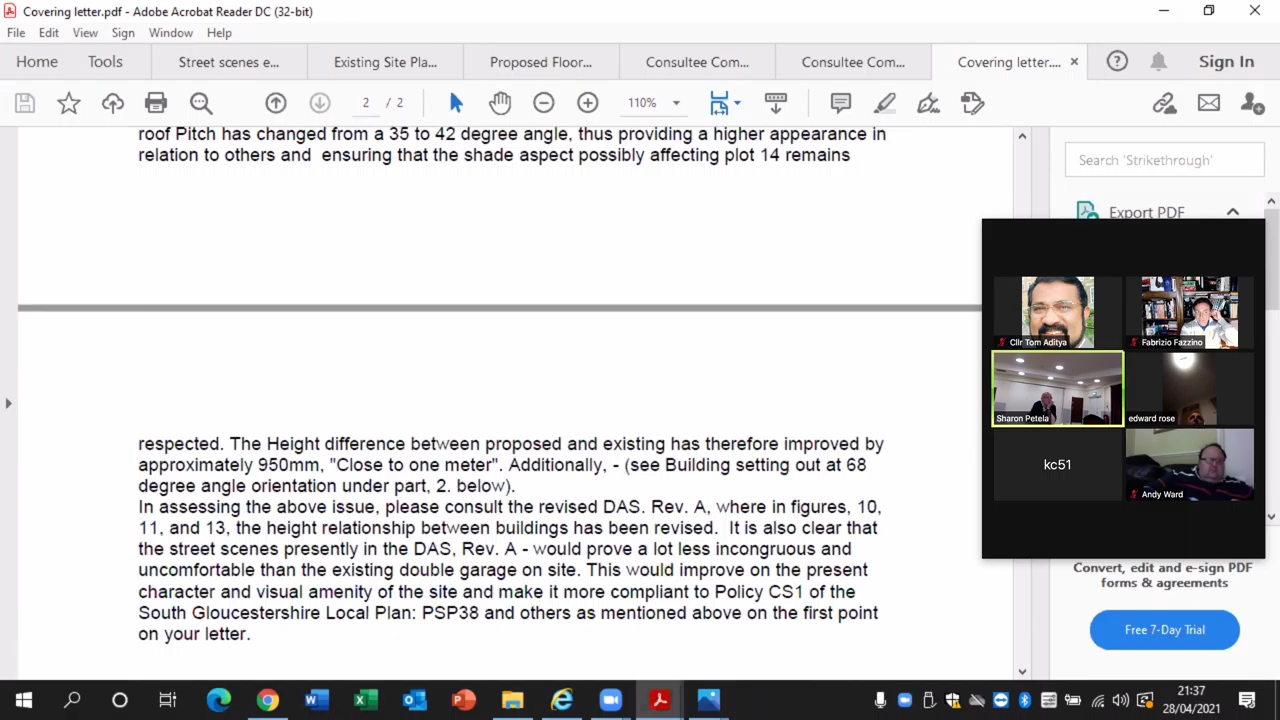 Covering letter.pdf - Adobe Acrobat Reader DC (32-bit)
File Edit View Sign Window Help
Home Tools Street scenes e... Existing Site Pla... Proposed Floor... Consultee Com... Consultee Com... Covering letter.... Sign In
2 / 2 110%
roof Pitch has changed from a 35 to 42 degree angle, thus providing a higher appearance in
relation to others and ensuring that the shade aspect possibly affecting plot 14 remains
respected. The Height difference between proposed and existing has therefore improved by
approximately 950mm, "Close to one meter". Additionally, - (see Building setting out at 68
degree angle orientation under part, 2. below).
In assessing the above issue, please consult the revised DAS. Rev. A, where in figures, 10,
11, and 13, the height relationship between buildings has been revised. It is also clear that
the street scenes presently in the DAS, Rev. A - would prove a lot less incongruous and
uncomfortable than the existing double garage on site. This would improve on the present
character and visual amenity of the site and make it more compliant to Policy CS1 of the
South Gloucestershire Local Plan: PSP38 and others as mentioned above on the first point
on your letter.
Search 'Strikethrough'
Export PDF
Cllr Tom Aditya Fabrizio Fazzino
Sharon Petela edward rose
kc51 Andy Ward
Convert, edit and e-sign PDF
forms & agreements
Free 7-Day Trial
21:37
28/04/2021